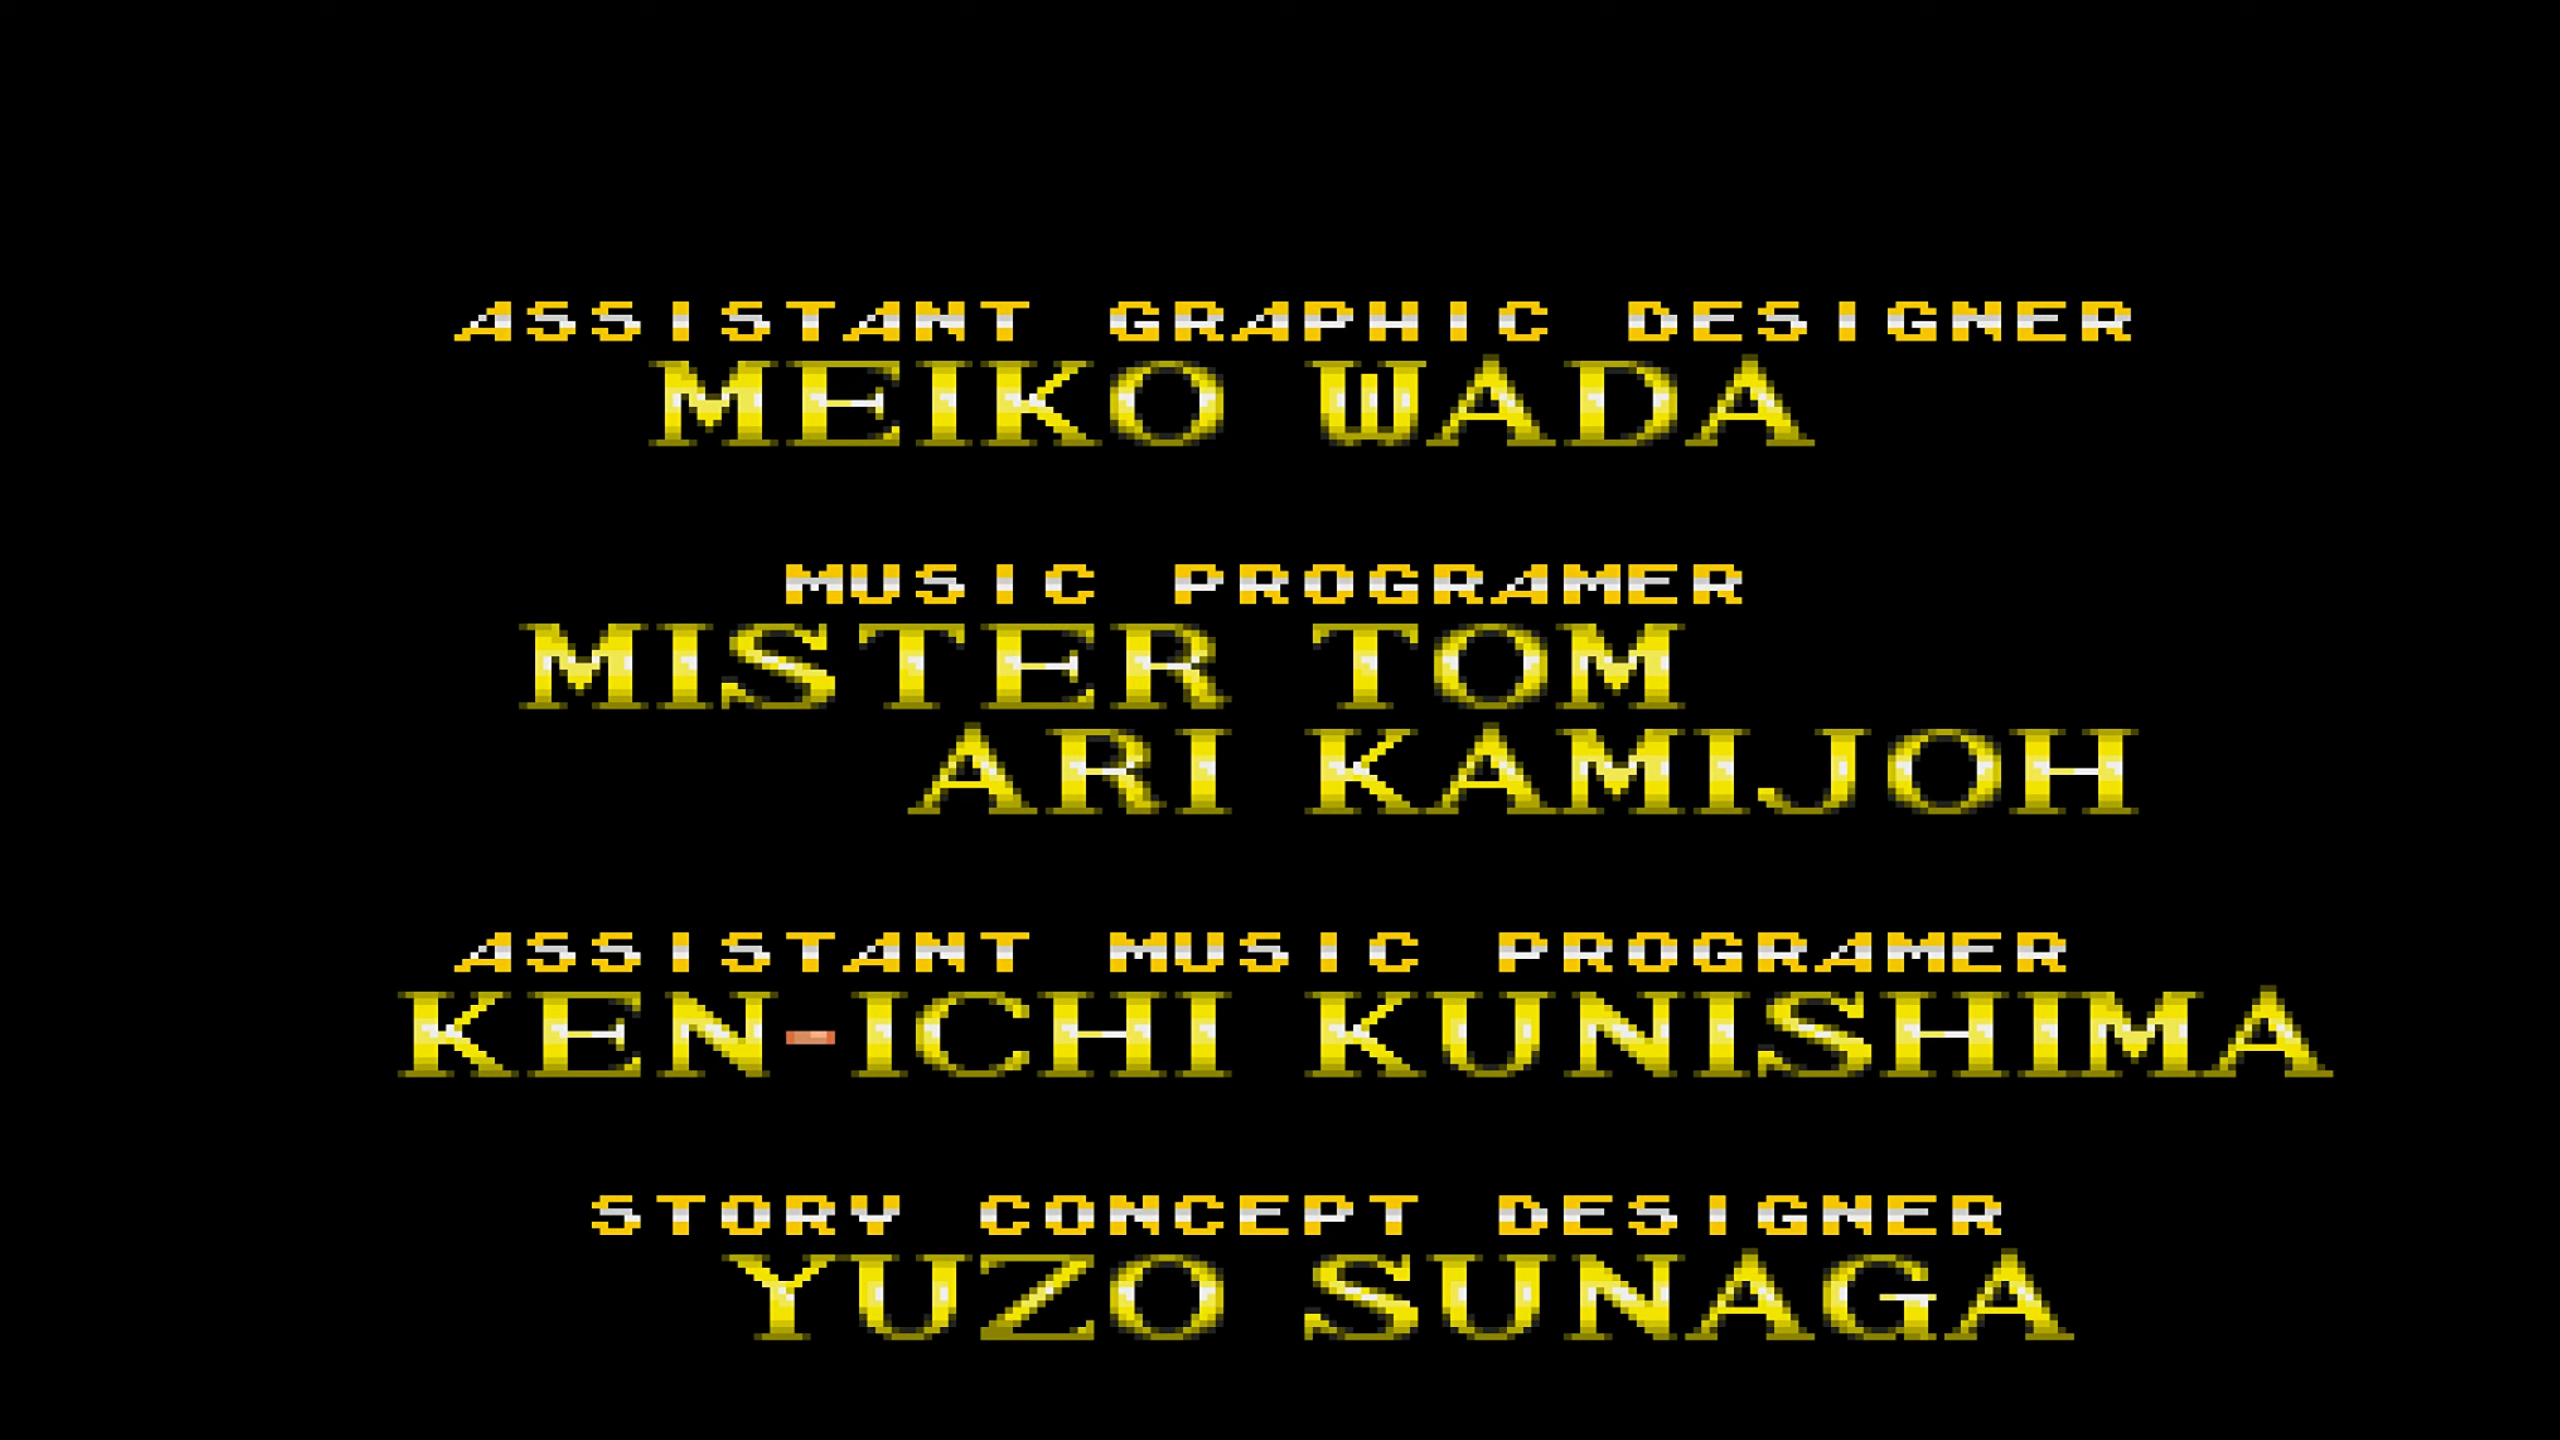 ASSISTANT GRAPHIC DESIGNER
MEIKO WADA
MUSIC PROGRAMER
MISTER TOM
ARI KAMIJOH
ASSISTANT MUSIC PROGRAMER
KEN-ICHI KUNISHIMA
STORY CONCEPT DESIGNER
YUZO SUNAGA